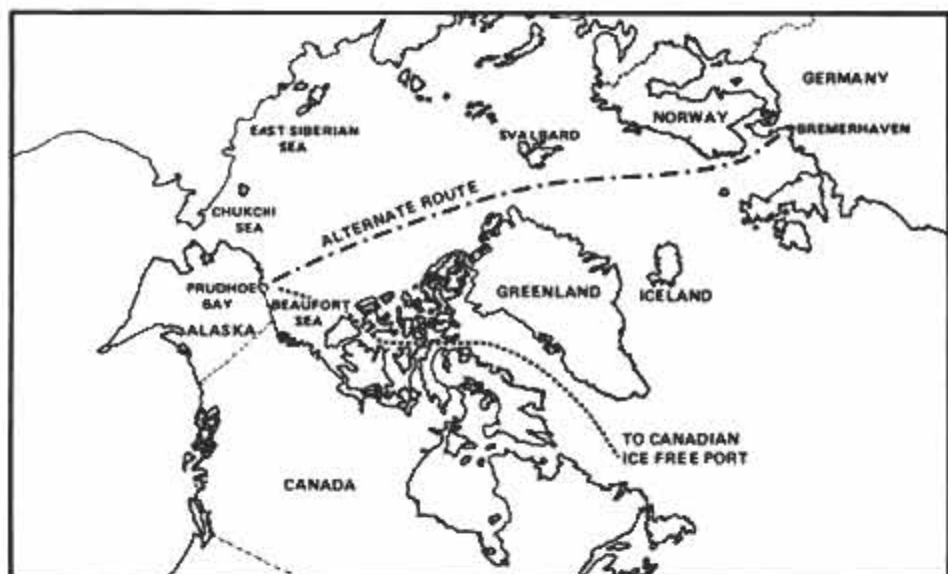 GERMANY
NORWAY
BREMERHAVEN
EAST SIBERIAN
SEA
SVALBARD
CHUKCHI
SEA
ALTERNATE ROUTE
PRUDHOE
BAY
BEAUFORT
SEA
GREENLAND
ICELAND
ALASKA
TO CANADIAN
ICE FREE PORT
CANADA